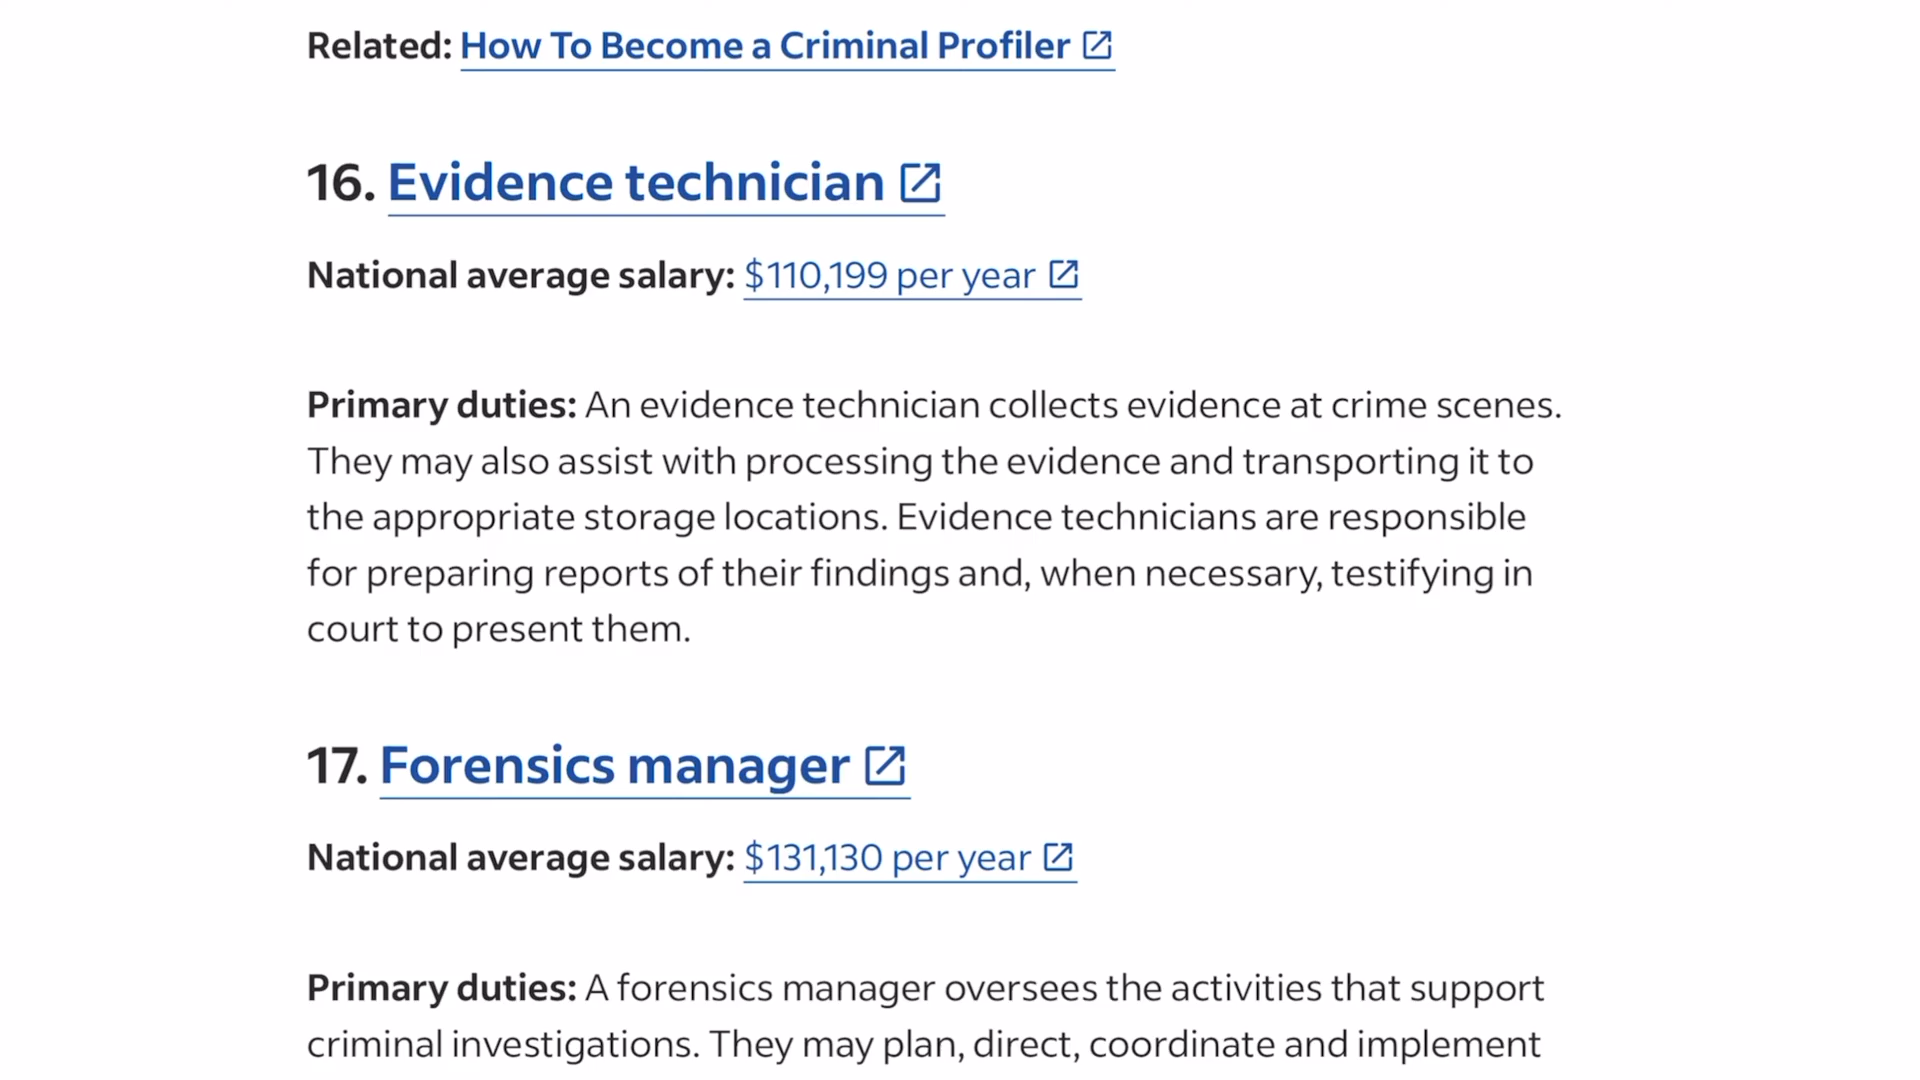 Related: How To Become a Criminal Profiler
16. Evidence technician
National average salary: $110,199 per year
Primary duties: An evidence technician collects evidence at crime scenes.
They may also assist with processing the evidence and transporting it to
the appropriate storage locations. Evidence technicians are responsible
for preparing reports of their findings and, when necessary, testifying in
court to present them.
17. Forensics manager
National average salary: $131,130 per year
Primary duties: A forensics manager oversees the activities that support
criminal investigations. They may plan, direct, coordinate and implement